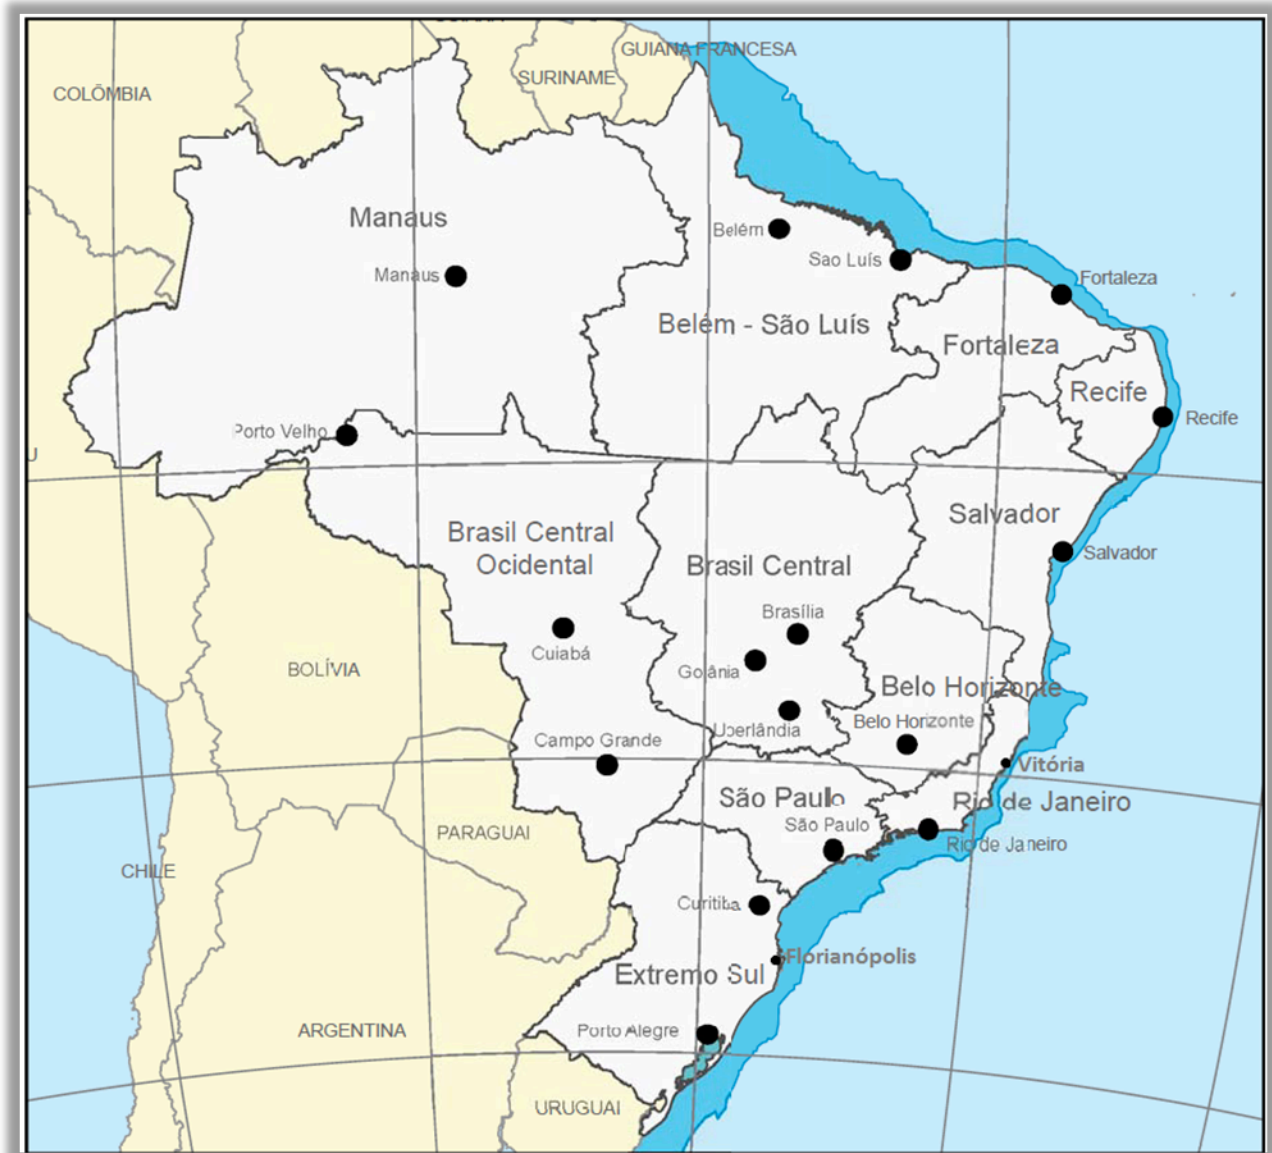 GUIANA FRANCESA
SURINAME
COLÔMBIA
Manaus
Belém
Sao Luís
Manaus
Fortaleza
Belém - São Luís
Fortaleza
Recife
Recife
Porto Velho
U
Salvador
Brasil Central
Ocidental
Salvador
Brasil Central
Brasília
Cuiabá
BOLÍVIA
Goiânia
Belo Horizonte
Belo Horizonte
Uberlândia
Campo Grande
Vitória
São Paulo
Rio de Janeiro
São Paulo
PARAGUAI
Rio de Janeiro
CHILE
Curitiba
Florianópolis
Extremo Sul
ARGENTINA
Porto Alegre
URUGUAI